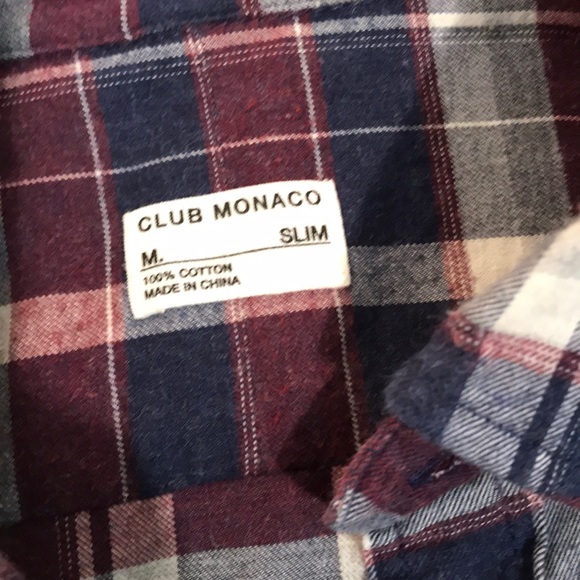 CLUB MONACO
M. SLIM
100% COTTON
MADE IN CHINA